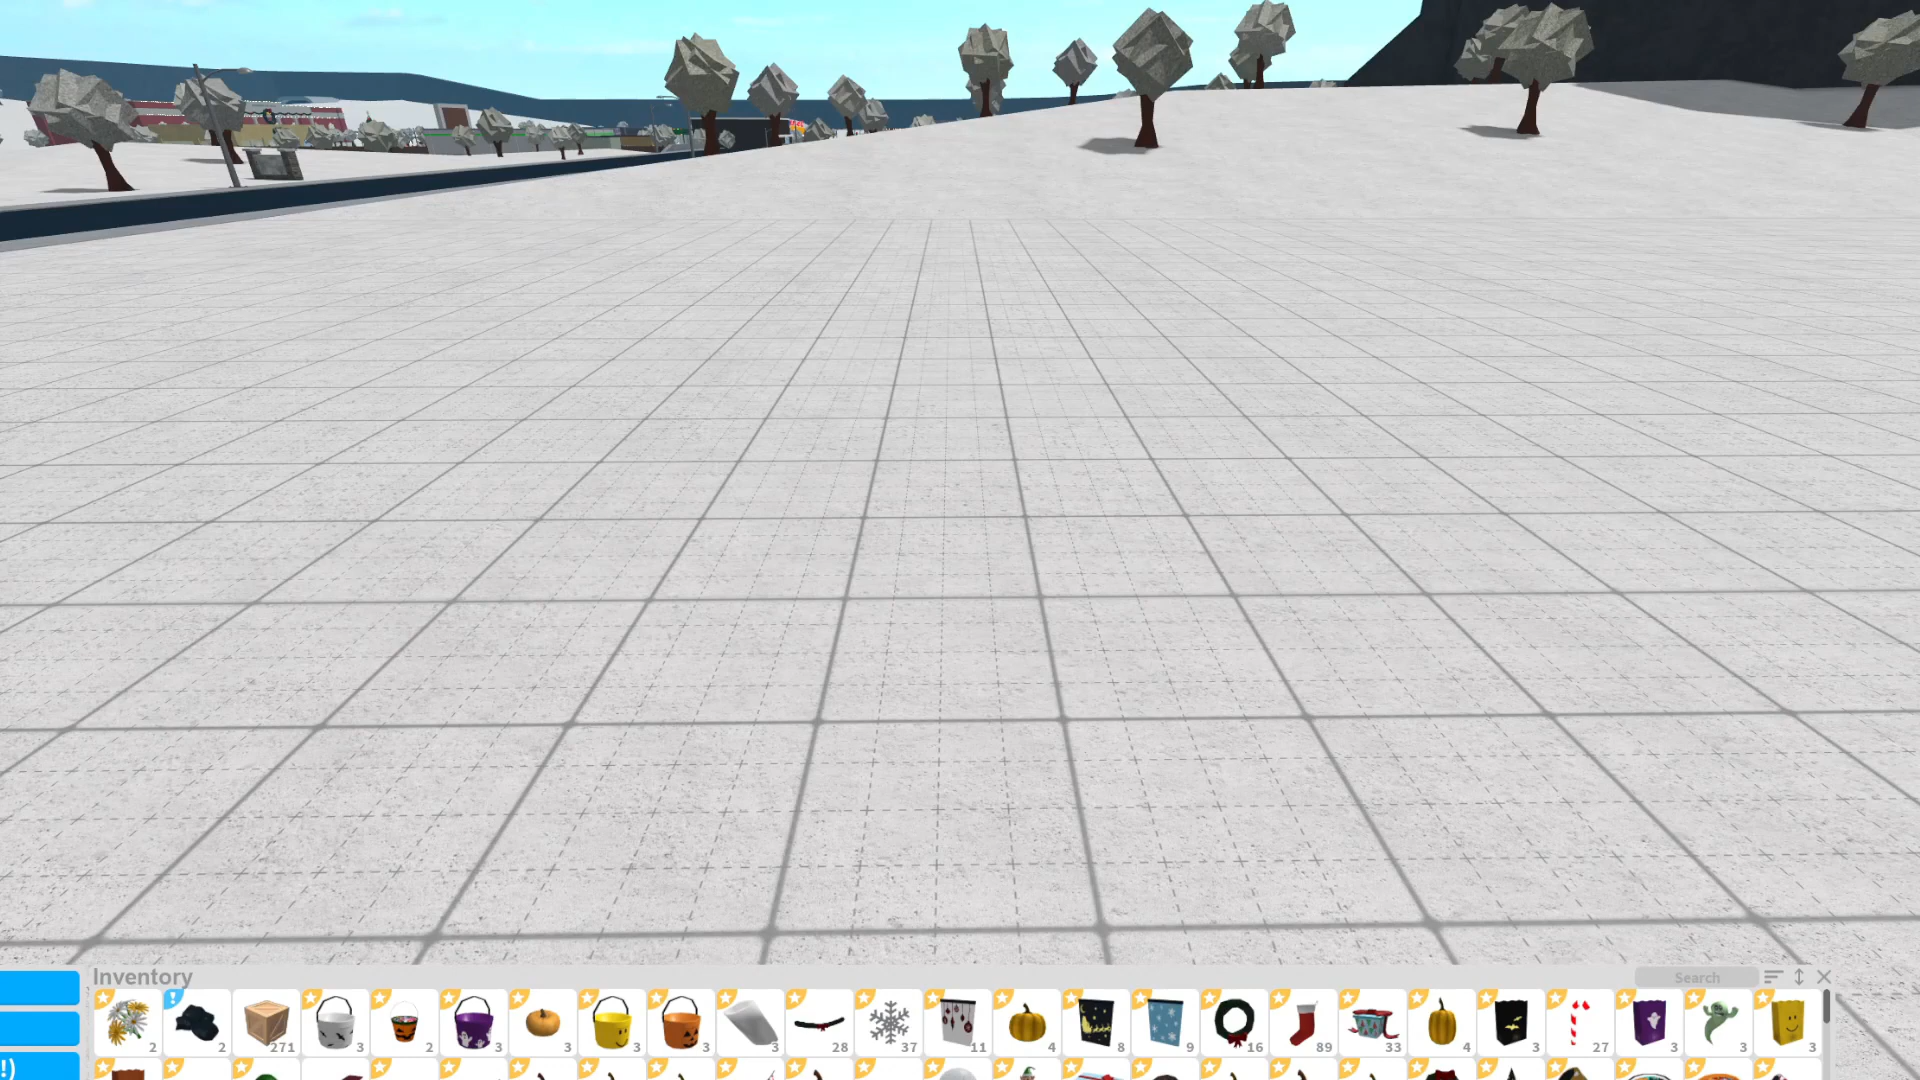 Inventory
Search
2 2 271 3 2 3 3 3 3 3 28 37 11 4 8 9 16 89 33 4 3 27 3 3 3
!)